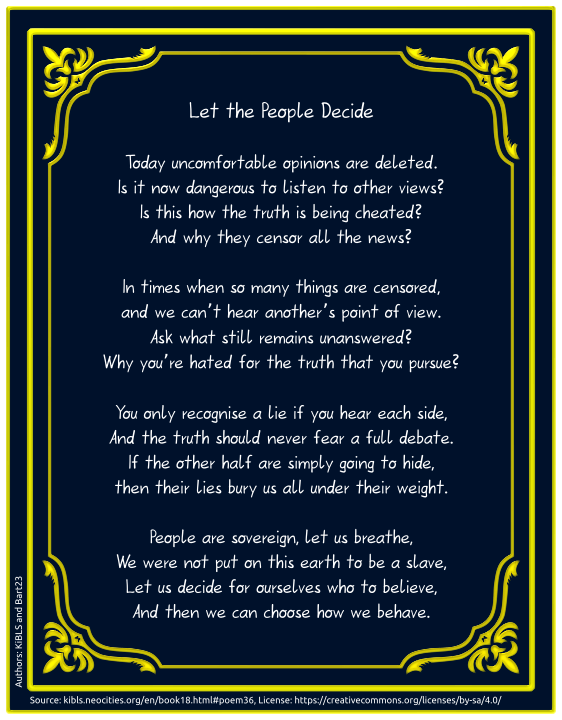 Let the People Decide
Today uncomfortable opinions are deleted.
Is it now dangerous to listen to other views?
Is this how the truth is being cheated?
And why they censor all the news?
In times when so many things are censored,
and we can't hear another's point of view.
Ask what still remains unanswered?
Why you're hated for the truth that you pursue?
You only recognise a lie if you hear each side,
And the truth should never fear a full debate.
If the other half are simply going to hide,
then their lies bury us all under their weight.
People are sovereign, let us breathe,
We were not put on this earth to be a slave,
Let us decide for ourselves who to believe,
And then we can choose how we behave.
Authors: KiBLS and Bart23
Source: kibls.neocities.org/en/book18.html#poem36, License: https://creativecommons.org/licenses/by-sa/4.0/